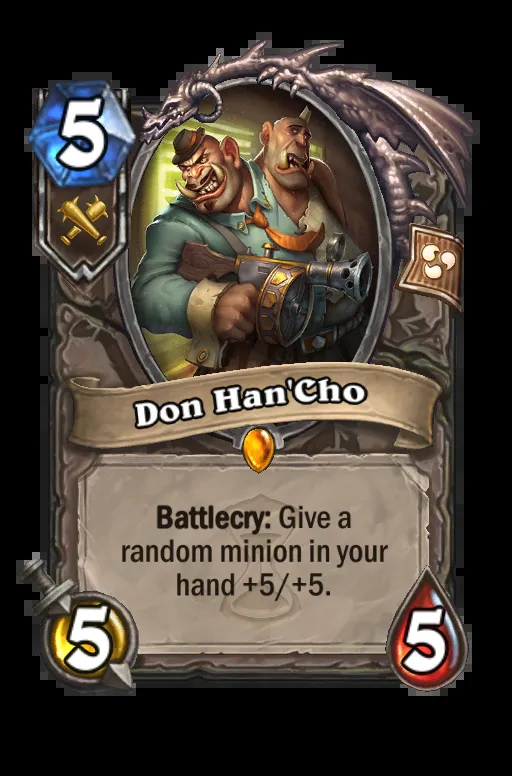 5
Don Han'Cho
Battlecry: Give a
random minion in your
hand +5/+5.
5
5